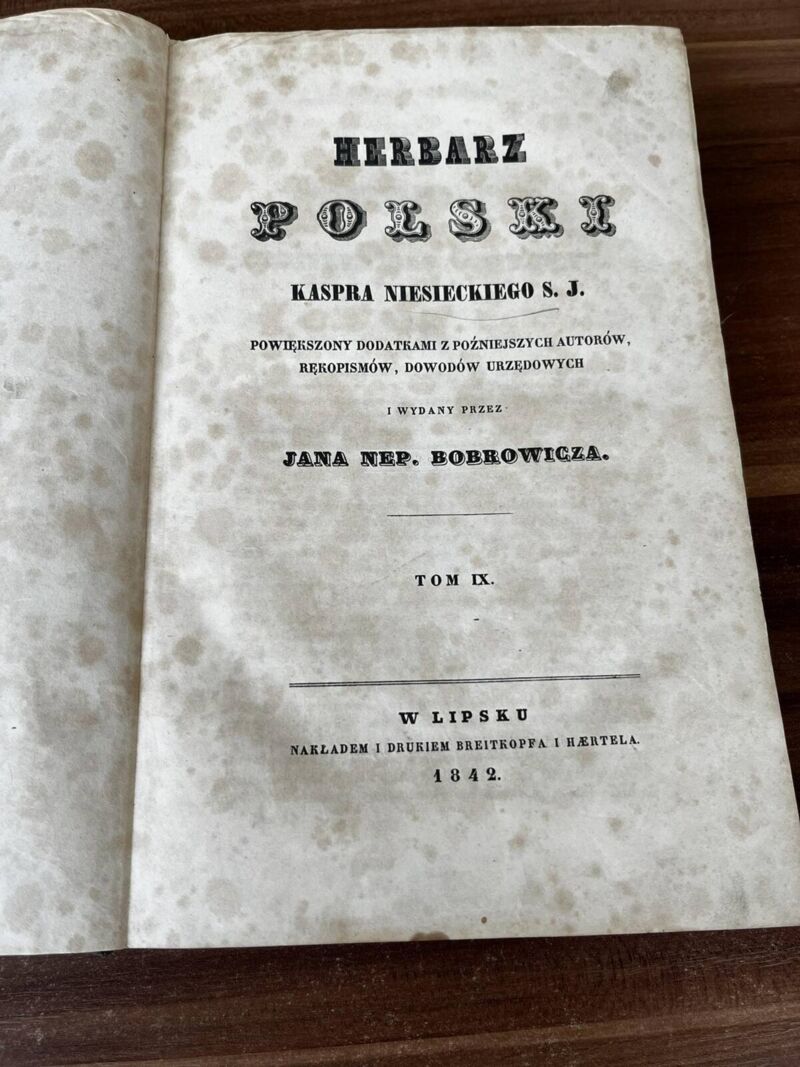 HERBARZ
POLSKI
KASPRA NIESIECKIEGO S. J.
POWIĘKSZONY DODATKAMI Z POŹNIEJSZYCH AUTORÓW,
RĘKOPISMÓW, DOWODÓW URZĘDOWYCH
I WYDANY PRZEZ
JANA NEP. BOBROWICZA.
TOM IX.
W LIPSKU
NAKŁADEM I DRUKIEM BREITKOPFA I HÆRTELA.
1842.